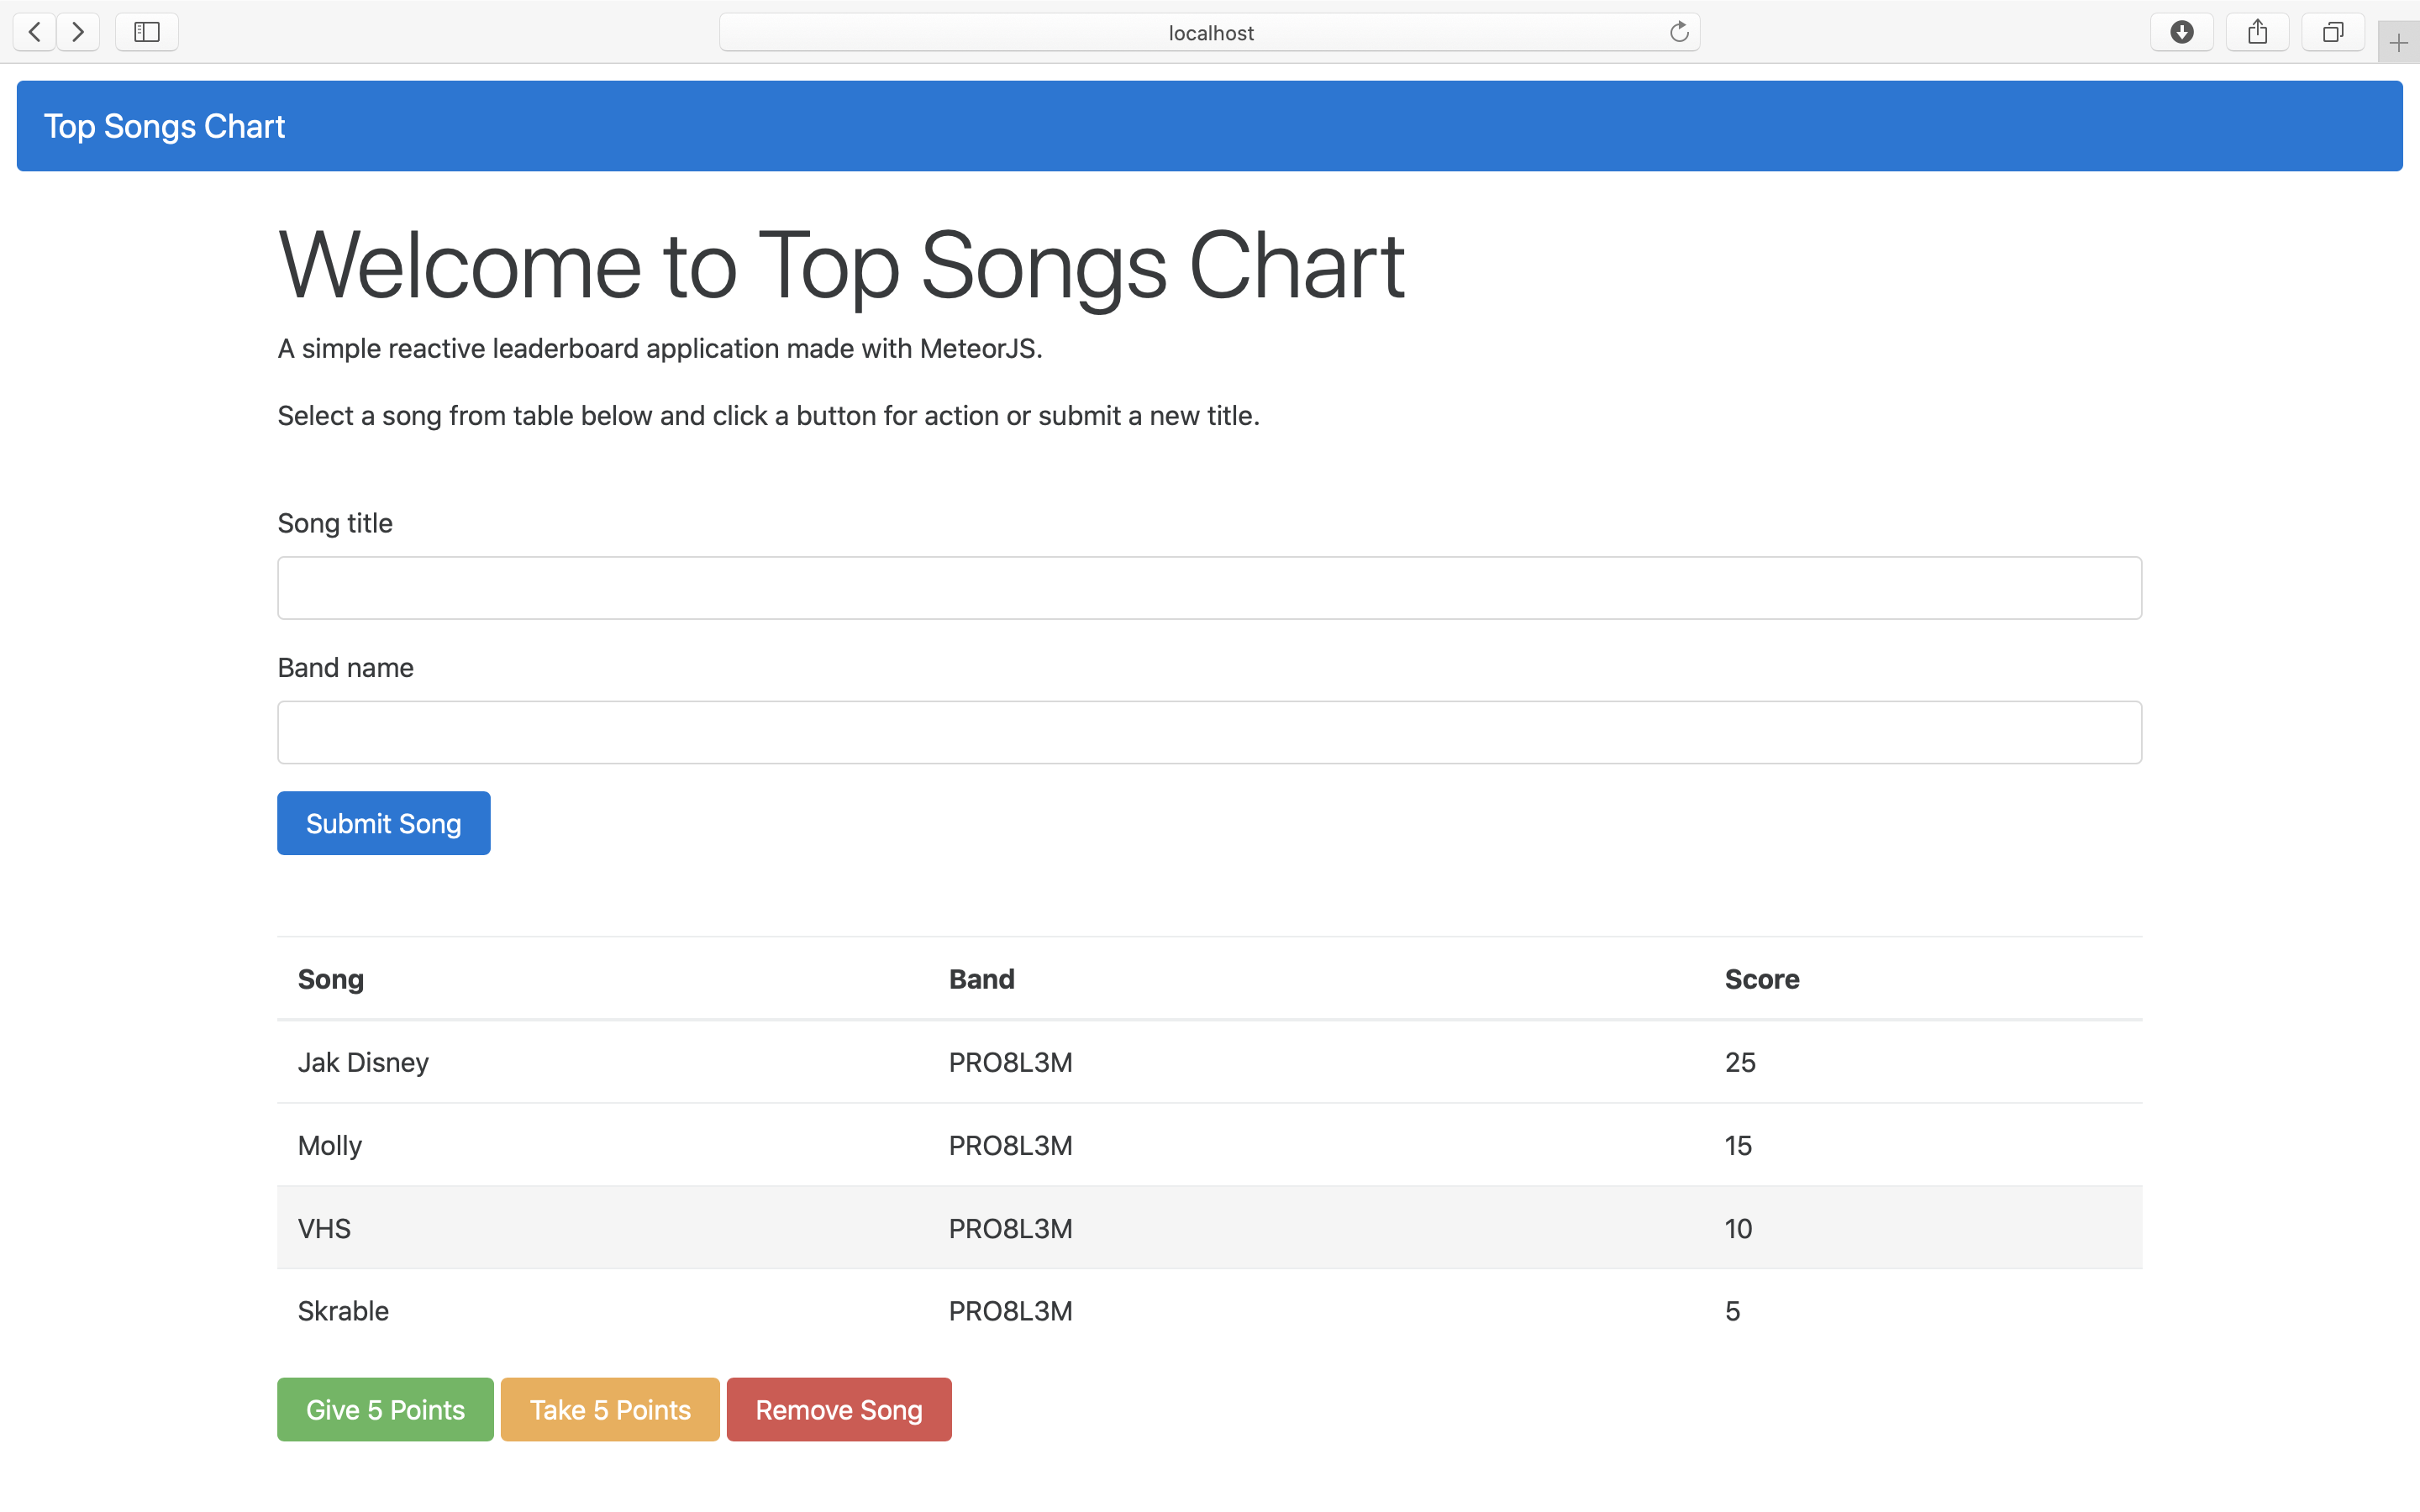 localhost
Top Songs Chart
Welcome to Top Songs Chart
A simple reactive leaderboard application made with MeteorJS.
Select a song from table below and click a button for action or submit a new title.
Song title
Band name
Submit Song
Song Band Score
Jak Disney PRO8L3M 25
Molly PRO8L3M 15
VHS PRO8L3M 10
Skrable PRO8L3M 5
Give 5 Points Take 5 Points Remove Song